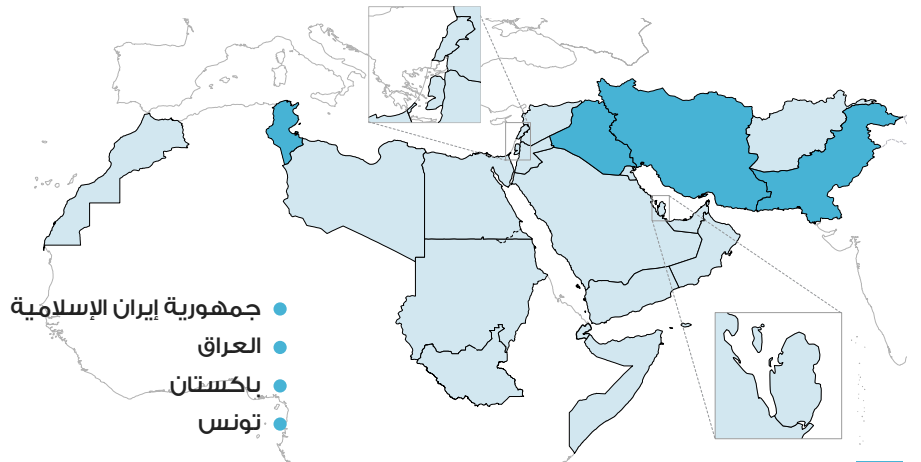 جمهورية إيران الإسلامية
العراق
باكستان
تونس